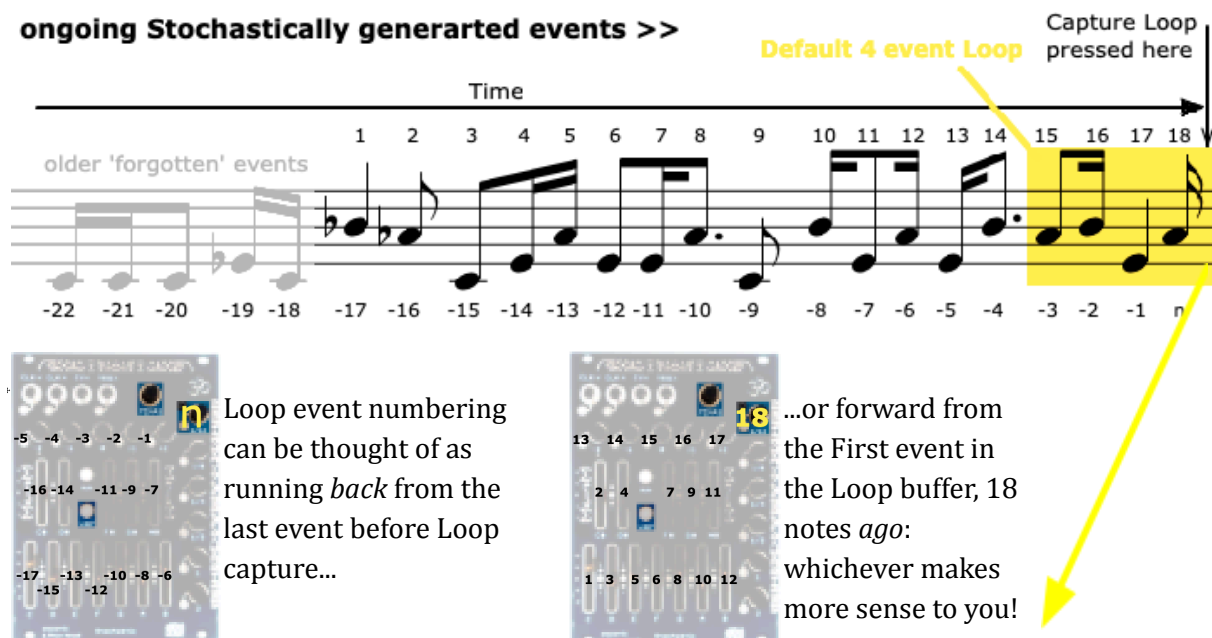 ongoing Stochastically generarted events >>
Capture Loop
pressed here
Default 4 event Loop
Time
1 2 3 4 5 6 7 8 9 10 11 12 13 14 15 16 17 18
older 'forgotten' events
-22 -21 -20 -19 -18 -17 -16 -15 -14 -13 -12 -11 -10 -9 -8 -7 -6 -5 -4 -3 -2 -1 n
n
-5 -4 -3 -2 -1
-16 -14 -11 -9 -7
-17 -13 -10 -8 -6
-15 -12
Loop event numbering
can be thought of as
running back from the
last event before Loop
capture...
18
13 14 15 16 17
2 4 7 9 11
1 3 5 6 8 10 12
...or forward from
the First event in
the Loop buffer, 18
notes ago:
whichever makes
more sense to you!